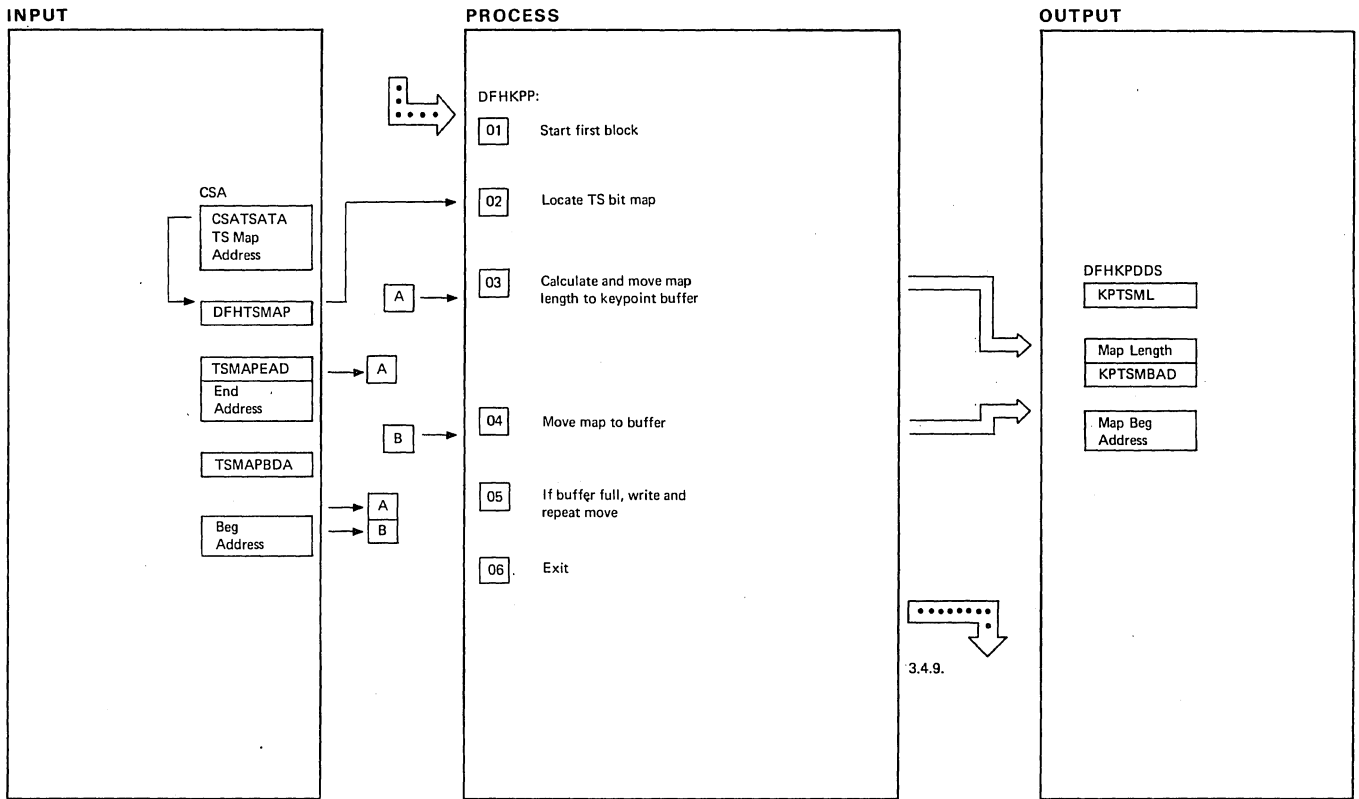 INPUT
PROCESS
OUTPUT
CSA
CSATSATA
TS Map
Address
DFHTSMAP
TSMAPEAD
End
Address
TSMAPBDA
Beg
Address
A
A
B
A
B
DFHKPP:
01 Start first block
02 Locate TS bit map
03 Calculate and move map
length to keypoint buffer
04 Move map to buffer
05 If buffer full, write and
repeat move
06 Exit
3.4.9.
DFHKPDDS
KPTSML
Map Length
KPTSMBAD
Map Beg
Address